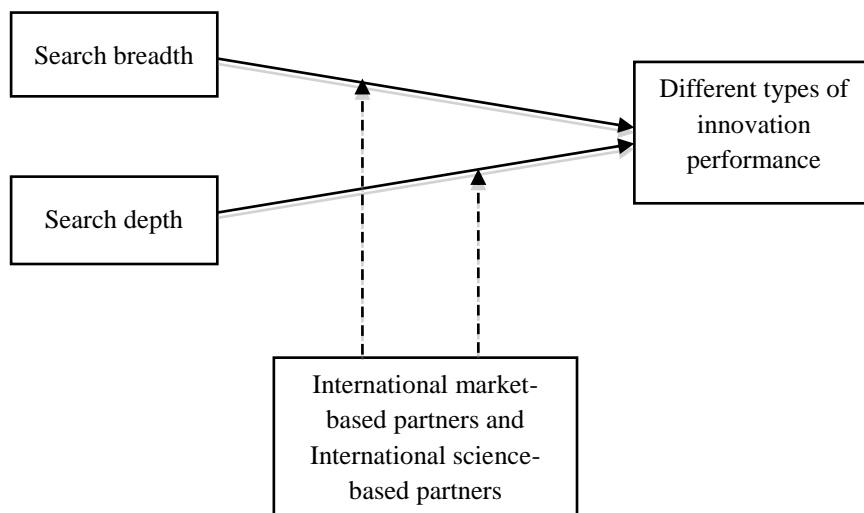 Search breadth
Different types of
innovation
performance
Search depth
International market-
based partners and
International science-
based partners